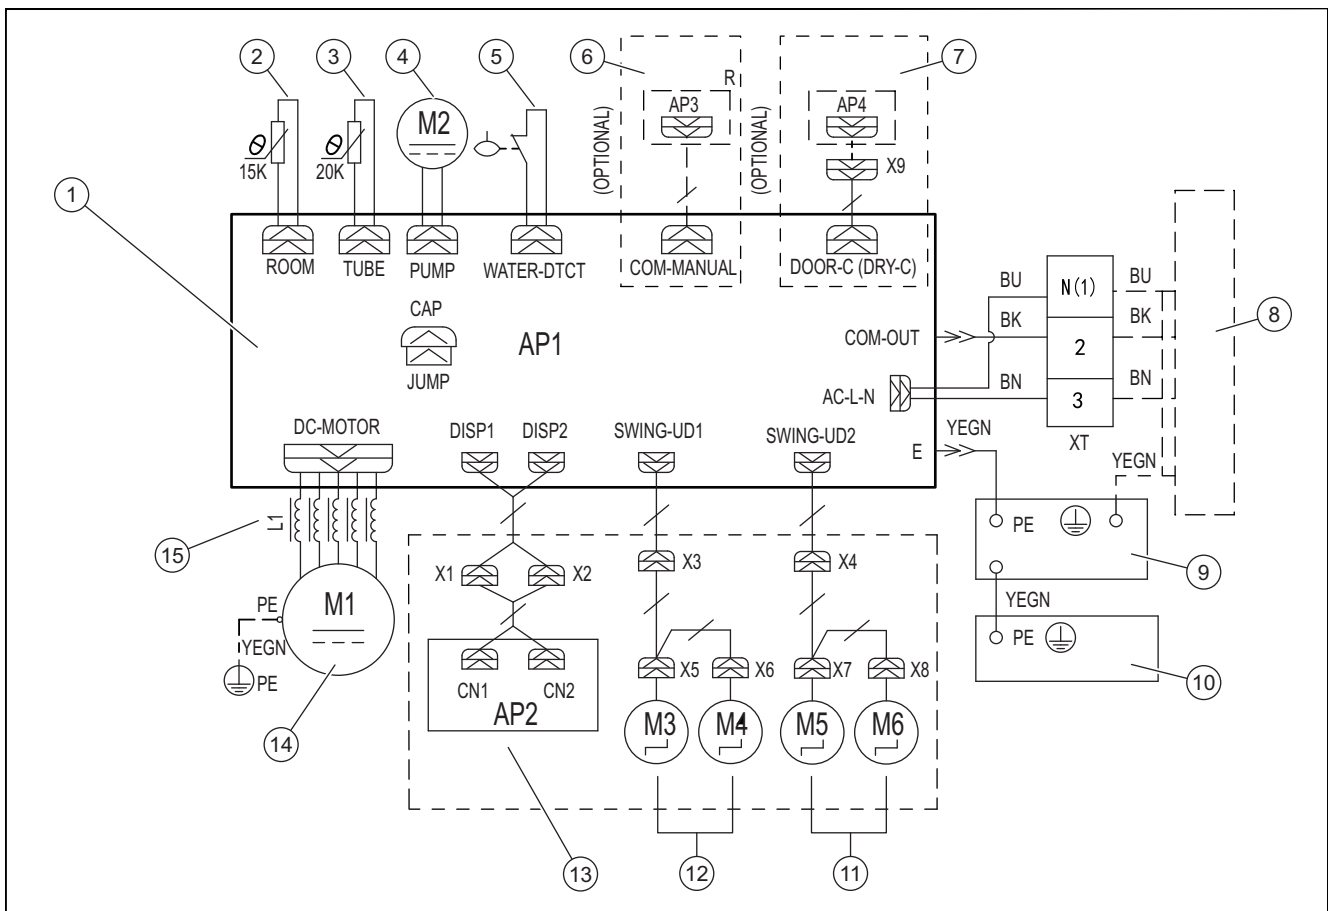 2
3
4
5
6
7
R
AP3
AP4
M2
(OPTIONAL)
(OPTIONAL)
θ
15K
θ
20K
X9
1
ROOM
TUBE
PUMP
WATER-DTCT
COM-MANUAL
DOOR-C (DRY-C)
BU
N(1)
BU
8
CAP
BK
BK
AP1
COM-OUT
2
JUMP
BN
BN
AC-L-N
3
DC-MOTOR
DISP1
DISP2
SWING-UD1
SWING-UD2
YEGN
XT
E
YEGN
L1
15
PE
X1
X2
X3
X4
9
M1
PE
YEGN
YEGN
PE
PE
X5
X6
X7
X8
10
CN1
CN2
AP2
M3
M4
M5
M6
14
13
12
11